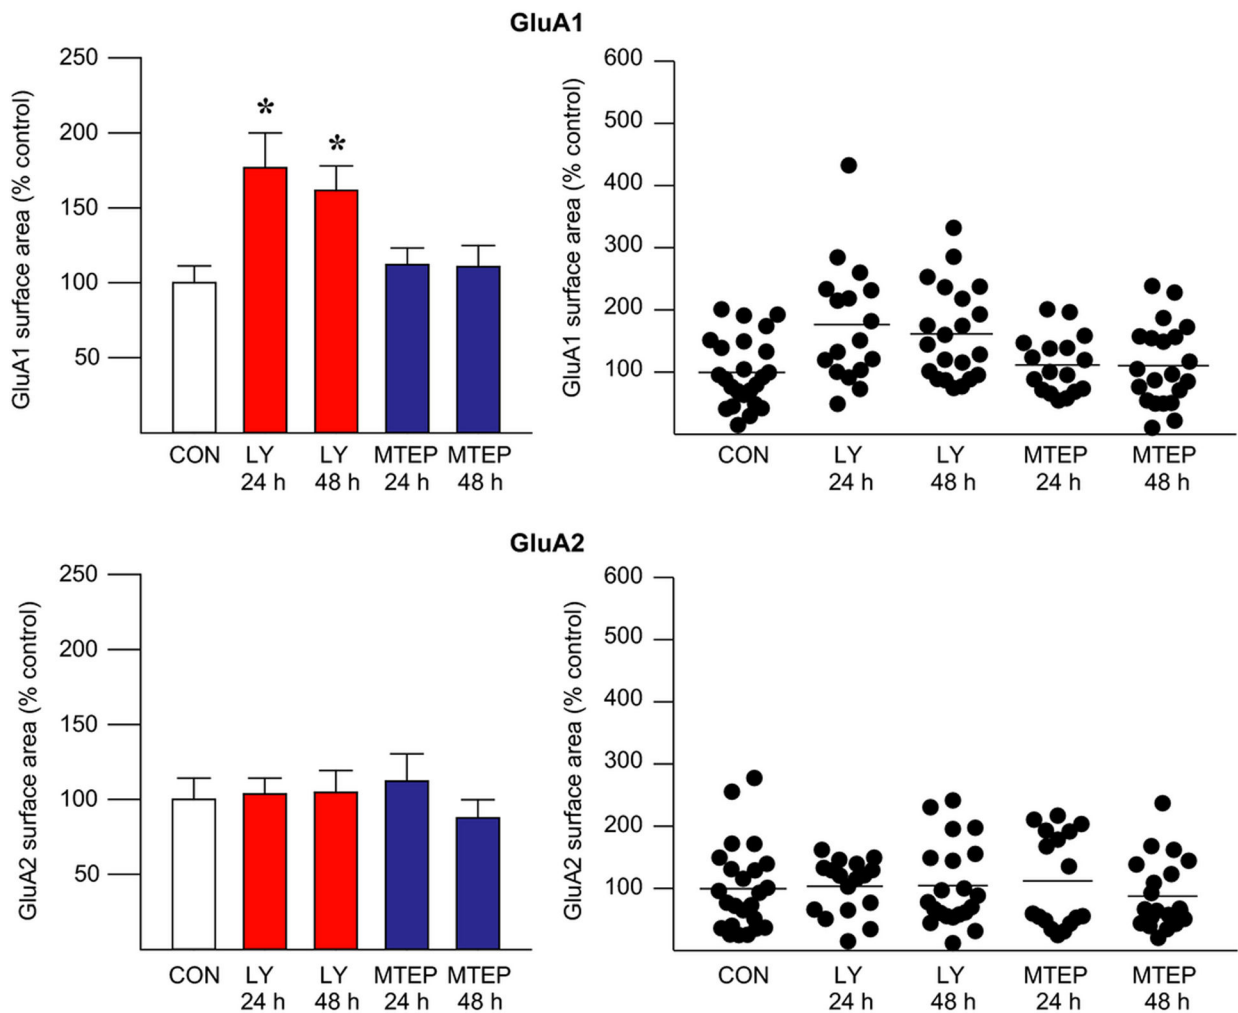 GluA1
GluA1 surface area (% control)
250
200
150
100
50
*
*
CON
LY
24 h
LY
48 h
MTEP
24 h
MTEP
48 h
GluA1 surface area (% control)
600
500
400
300
200
100
CON
LY
24 h
LY
48 h
MTEP
24 h
MTEP
48 h
GluA2
GluA2 surface area (% control)
250
200
150
100
50
CON
LY
24 h
LY
48 h
MTEP
24 h
MTEP
48 h
GluA2 surface area (% control)
600
500
400
300
200
100
CON
LY
24 h
LY
48 h
MTEP
24 h
MTEP
48 h